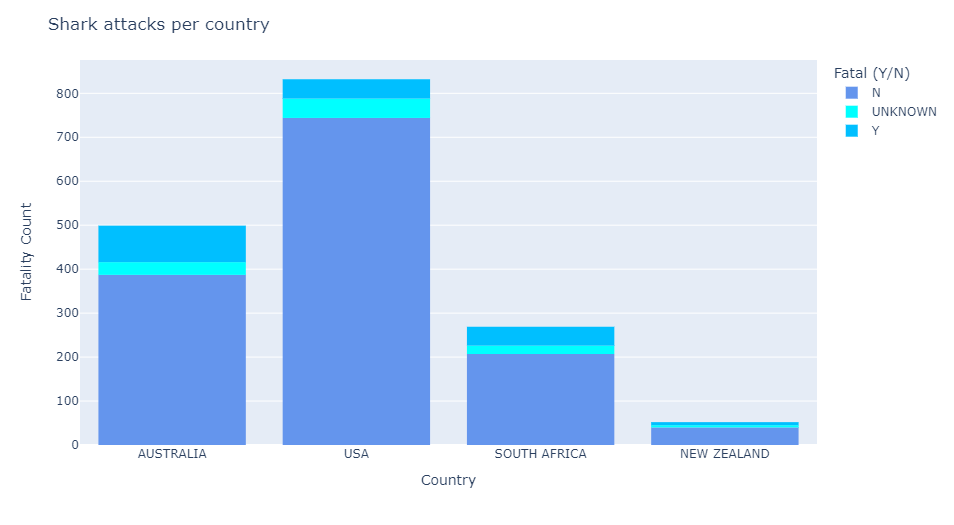 Shark attacks per country
Fatal (Y/N)
N
UNKNOWN
Y
Fatality Count
800
700
600
500
400
300
200
100
0
AUSTRALIA
USA
SOUTH AFRICA
NEW ZEALAND
Country